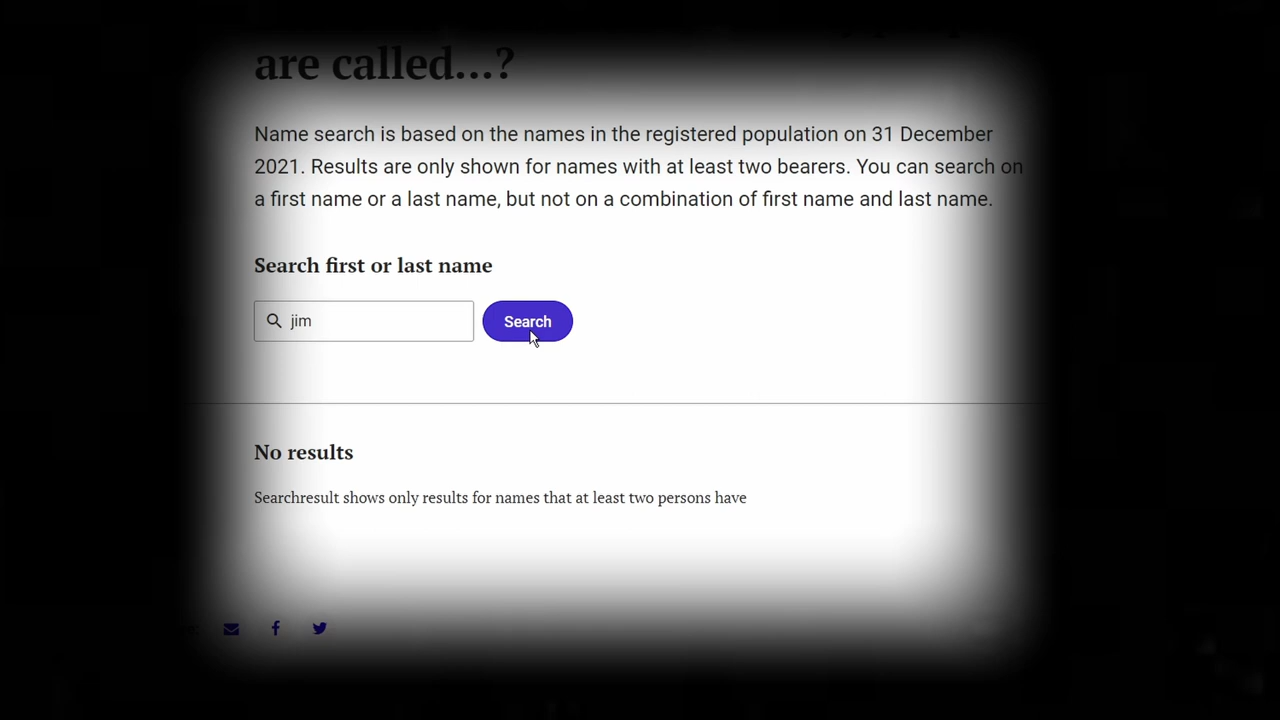 are called...?
Name search is based on the names in the registered population on 31 December
2021. Results are only shown for names with at least two bearers. You can search on
a first name or a last name, but not on a combination of first name and last name.
Search first or last name
jim Search
No results
Searchresult shows only results for names that at least two persons have